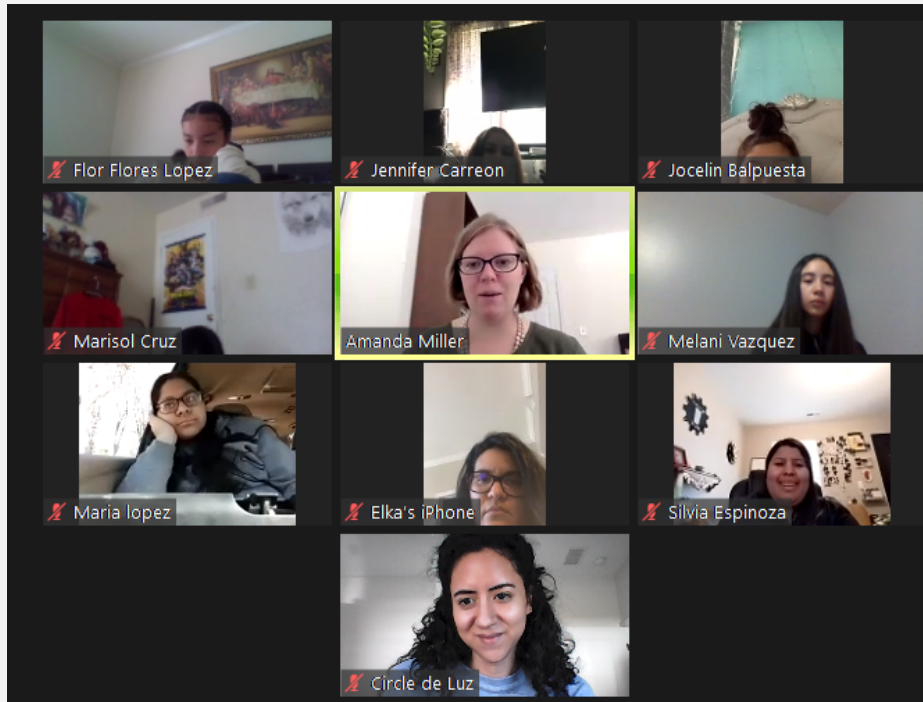 Flor Flores Lopez
Jennifer Carreon
Jocelin Balpuesta
Marisol Cruz
Amanda Miller
Melani Vazquez
Maria lopez
Elka's iPhone
Silvia Espinoza
Circle de Luz